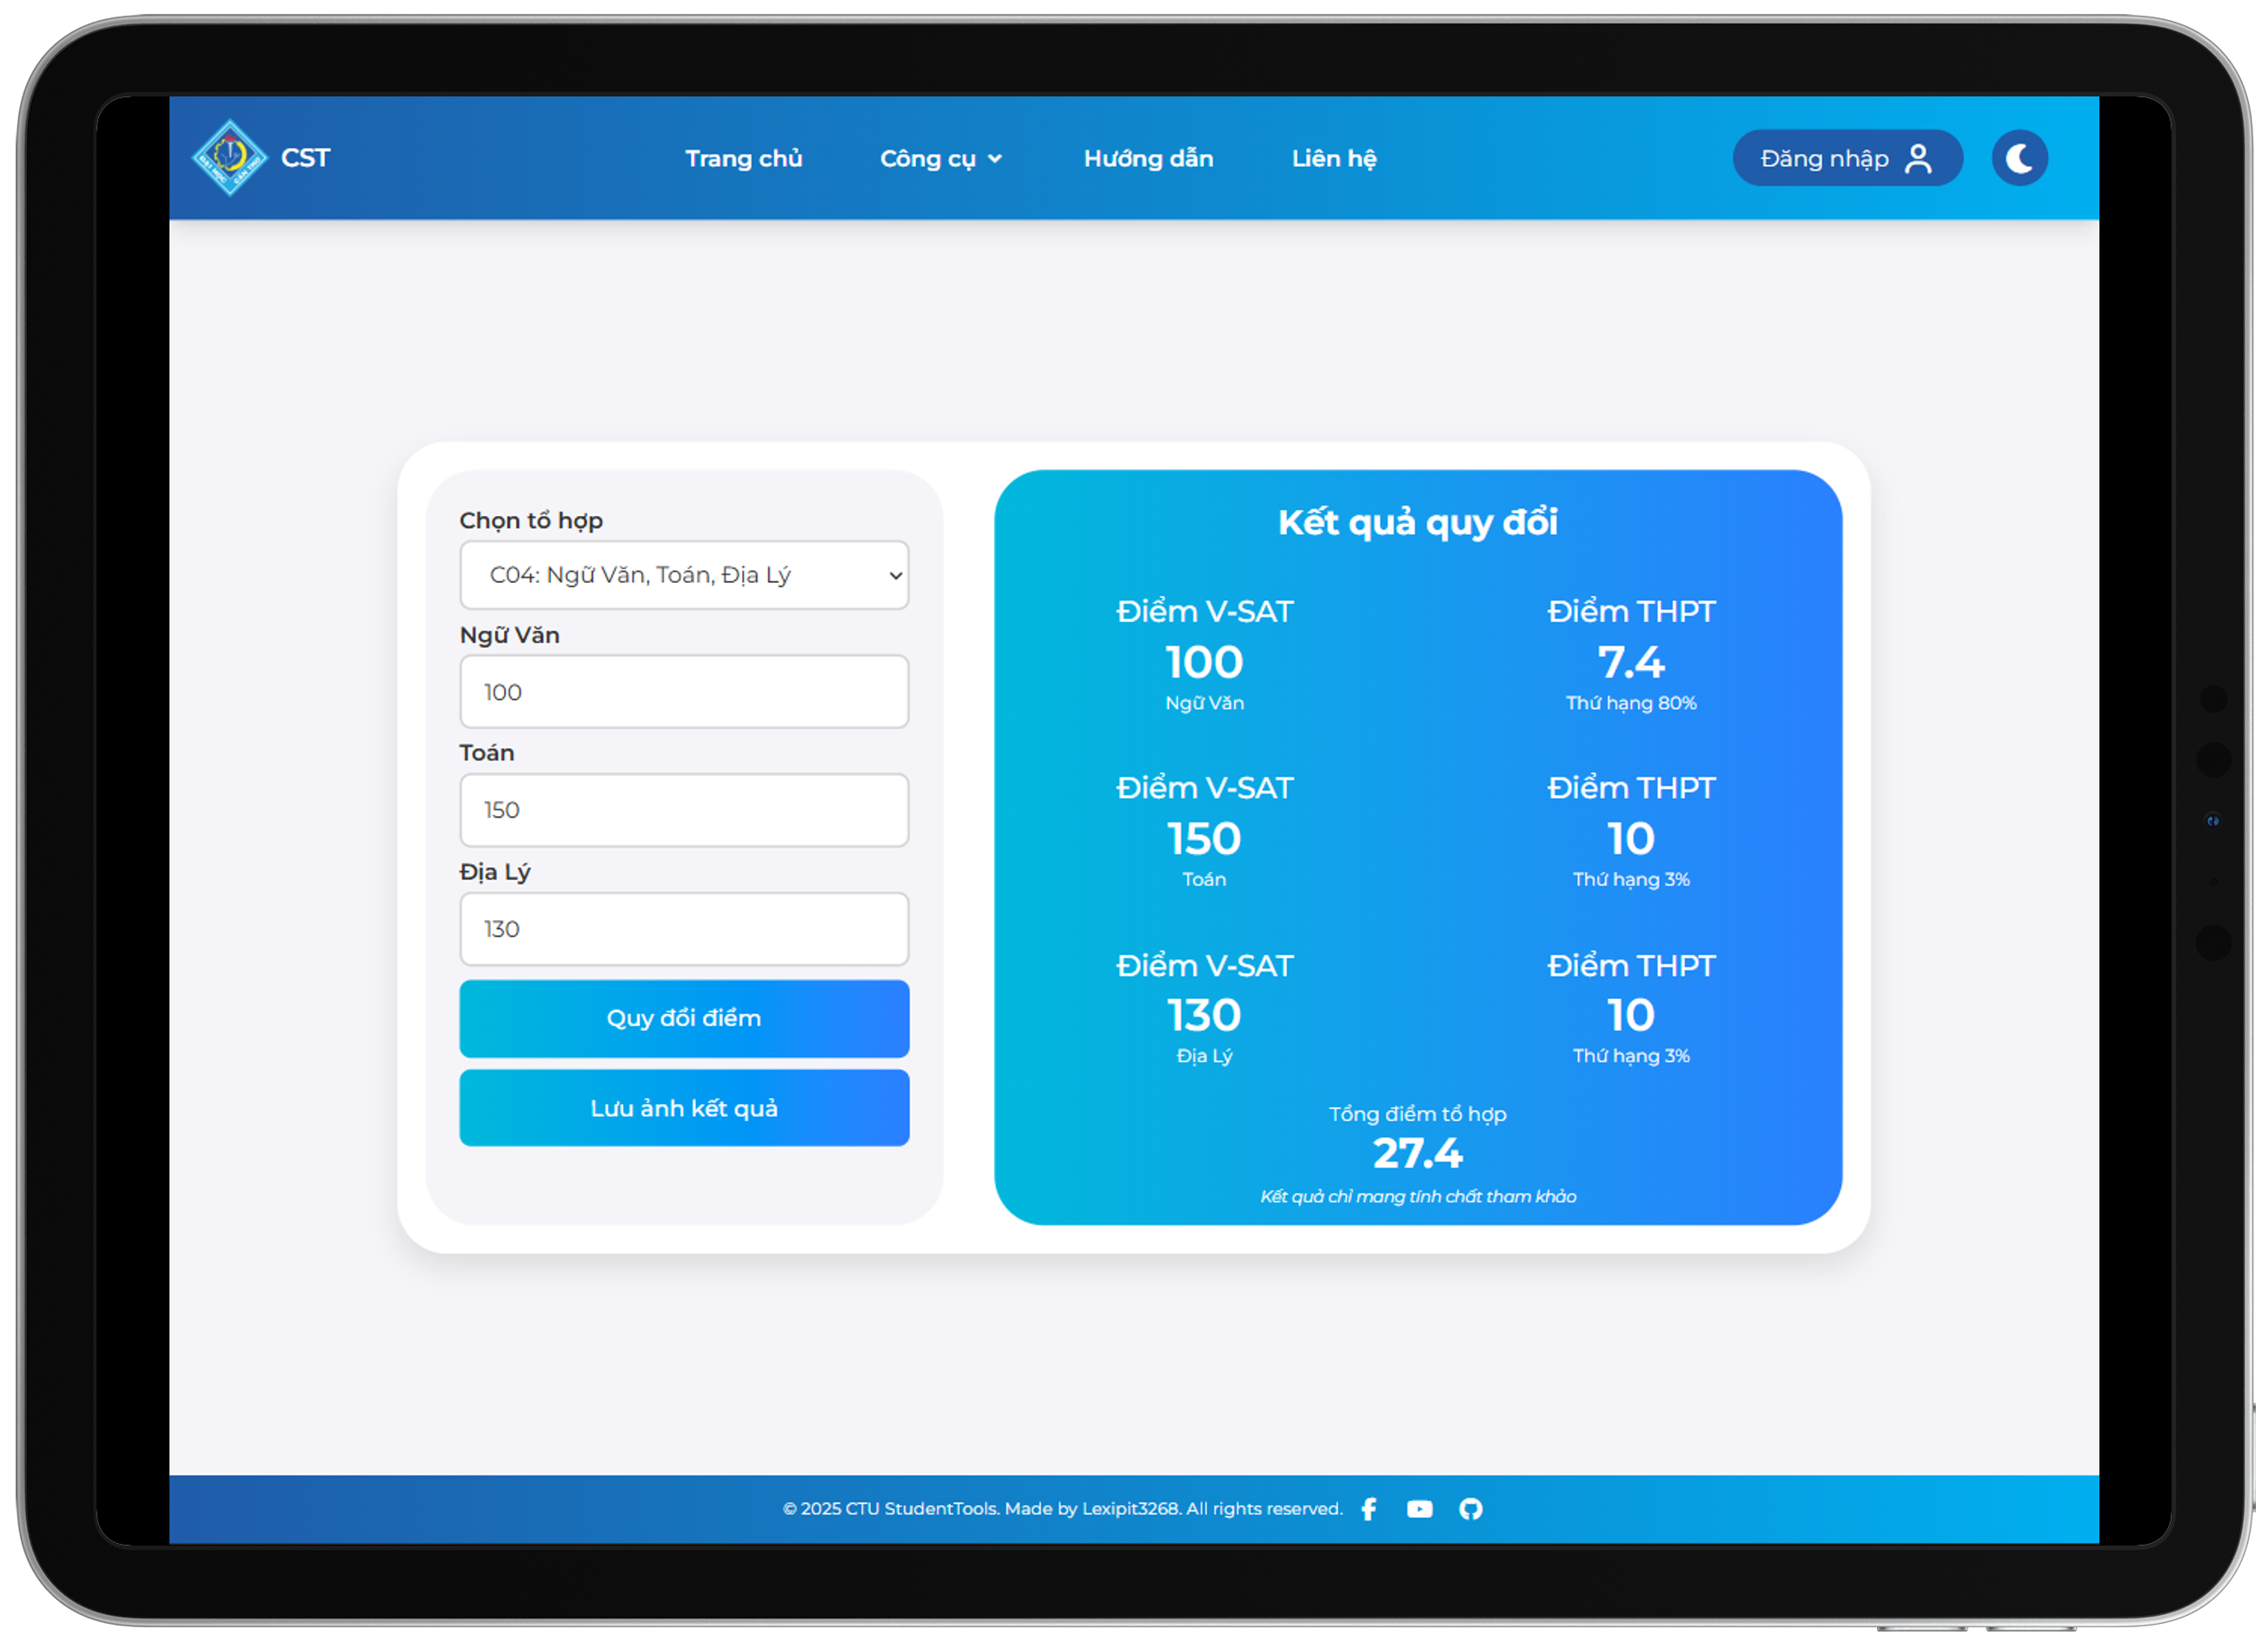 ĐẠI HỌC CẦN THƠ
CST
Trang chủ
Công cụ
Hướng dẫn
Liên hệ
Đăng nhập
Chọn tổ hợp
C04: Ngữ Văn, Toán, Địa Lý
Ngữ Văn
100
Toán
150
Địa Lý
130
Quy đổi điểm
Lưu ảnh kết quả
Kết quả quy đổi
Điểm V-SAT
100
Ngữ Văn
Điểm THPT
7.4
Thứ hạng 80%
Điểm V-SAT
150
Toán
Điểm THPT
10
Thứ hạng 3%
Điểm V-SAT
130
Địa Lý
Điểm THPT
10
Thứ hạng 3%
Tổng điểm tổ hợp
27.4
Kết quả chỉ mang tính chất tham khảo
© 2025 CTU StudentTools. Made by Lexipit3268. All rights reserved.